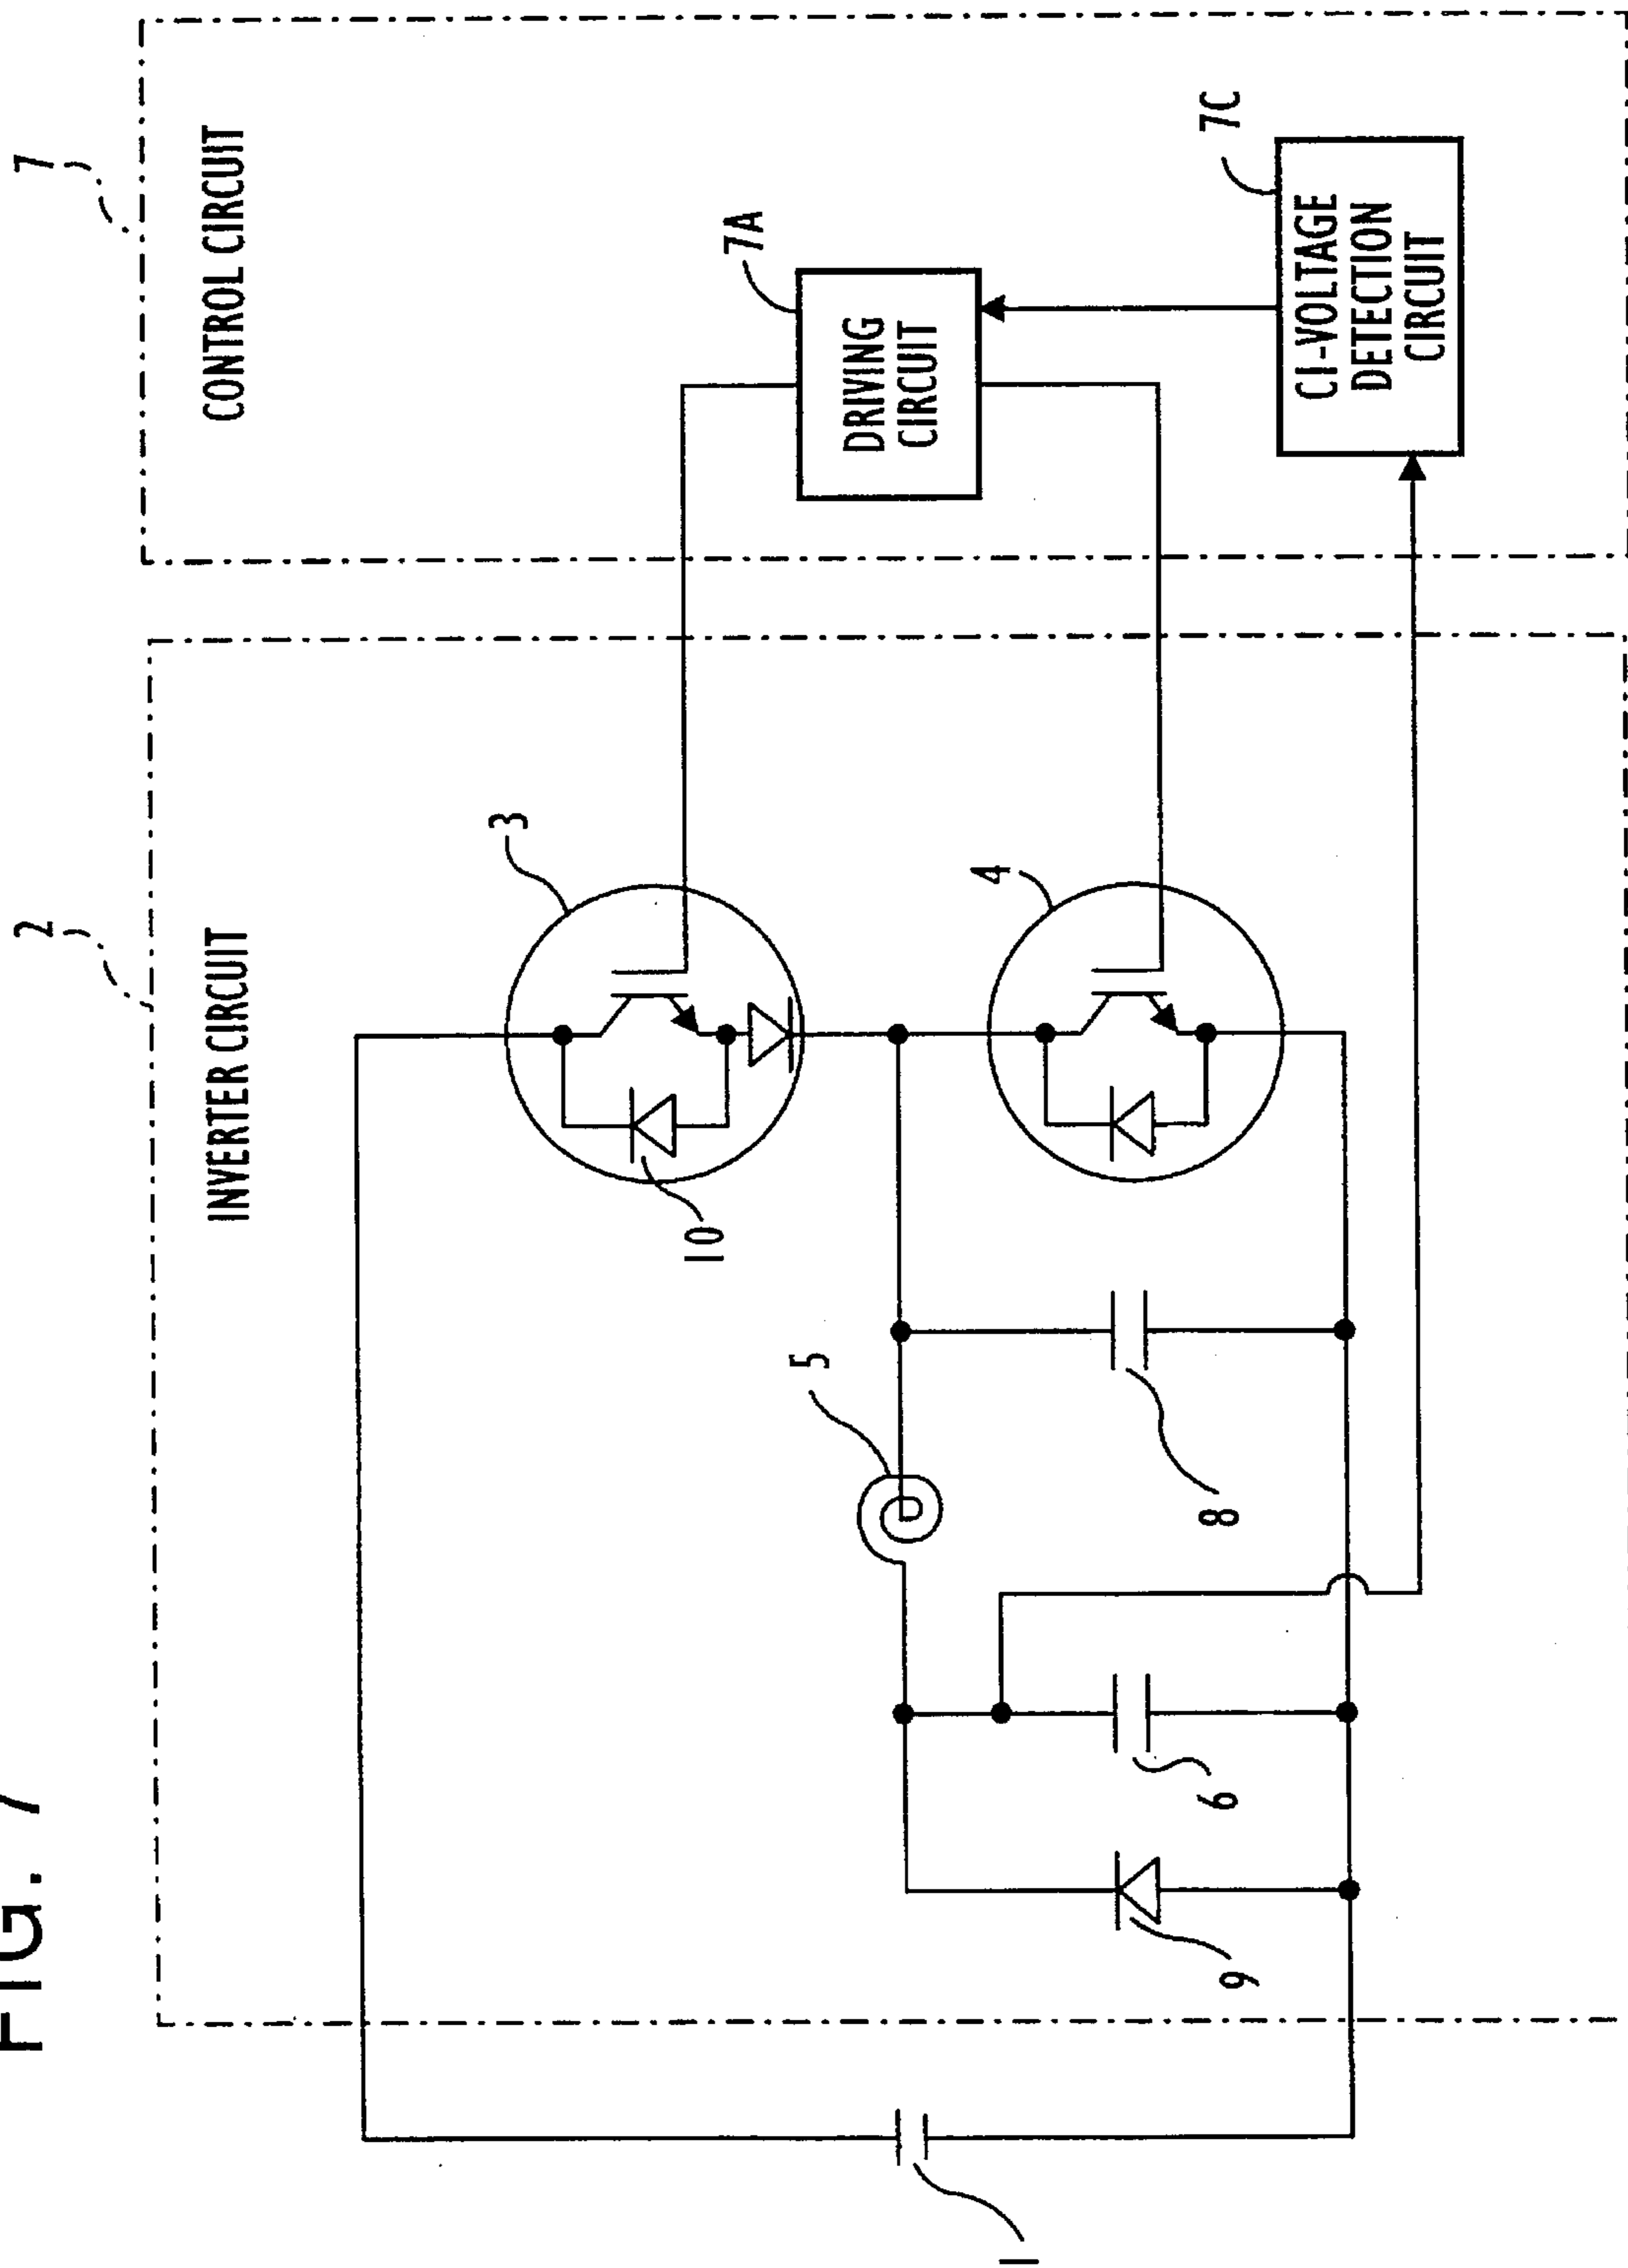 FIG. 7
2
7
INVERTER CIRCUIT
CONTROL CIRCUIT
3
10
7A
DRIVING
CIRCUIT
5
4
1
9
6
8
7C
CI-VOLTAGE
DETECTION
CIRCUIT